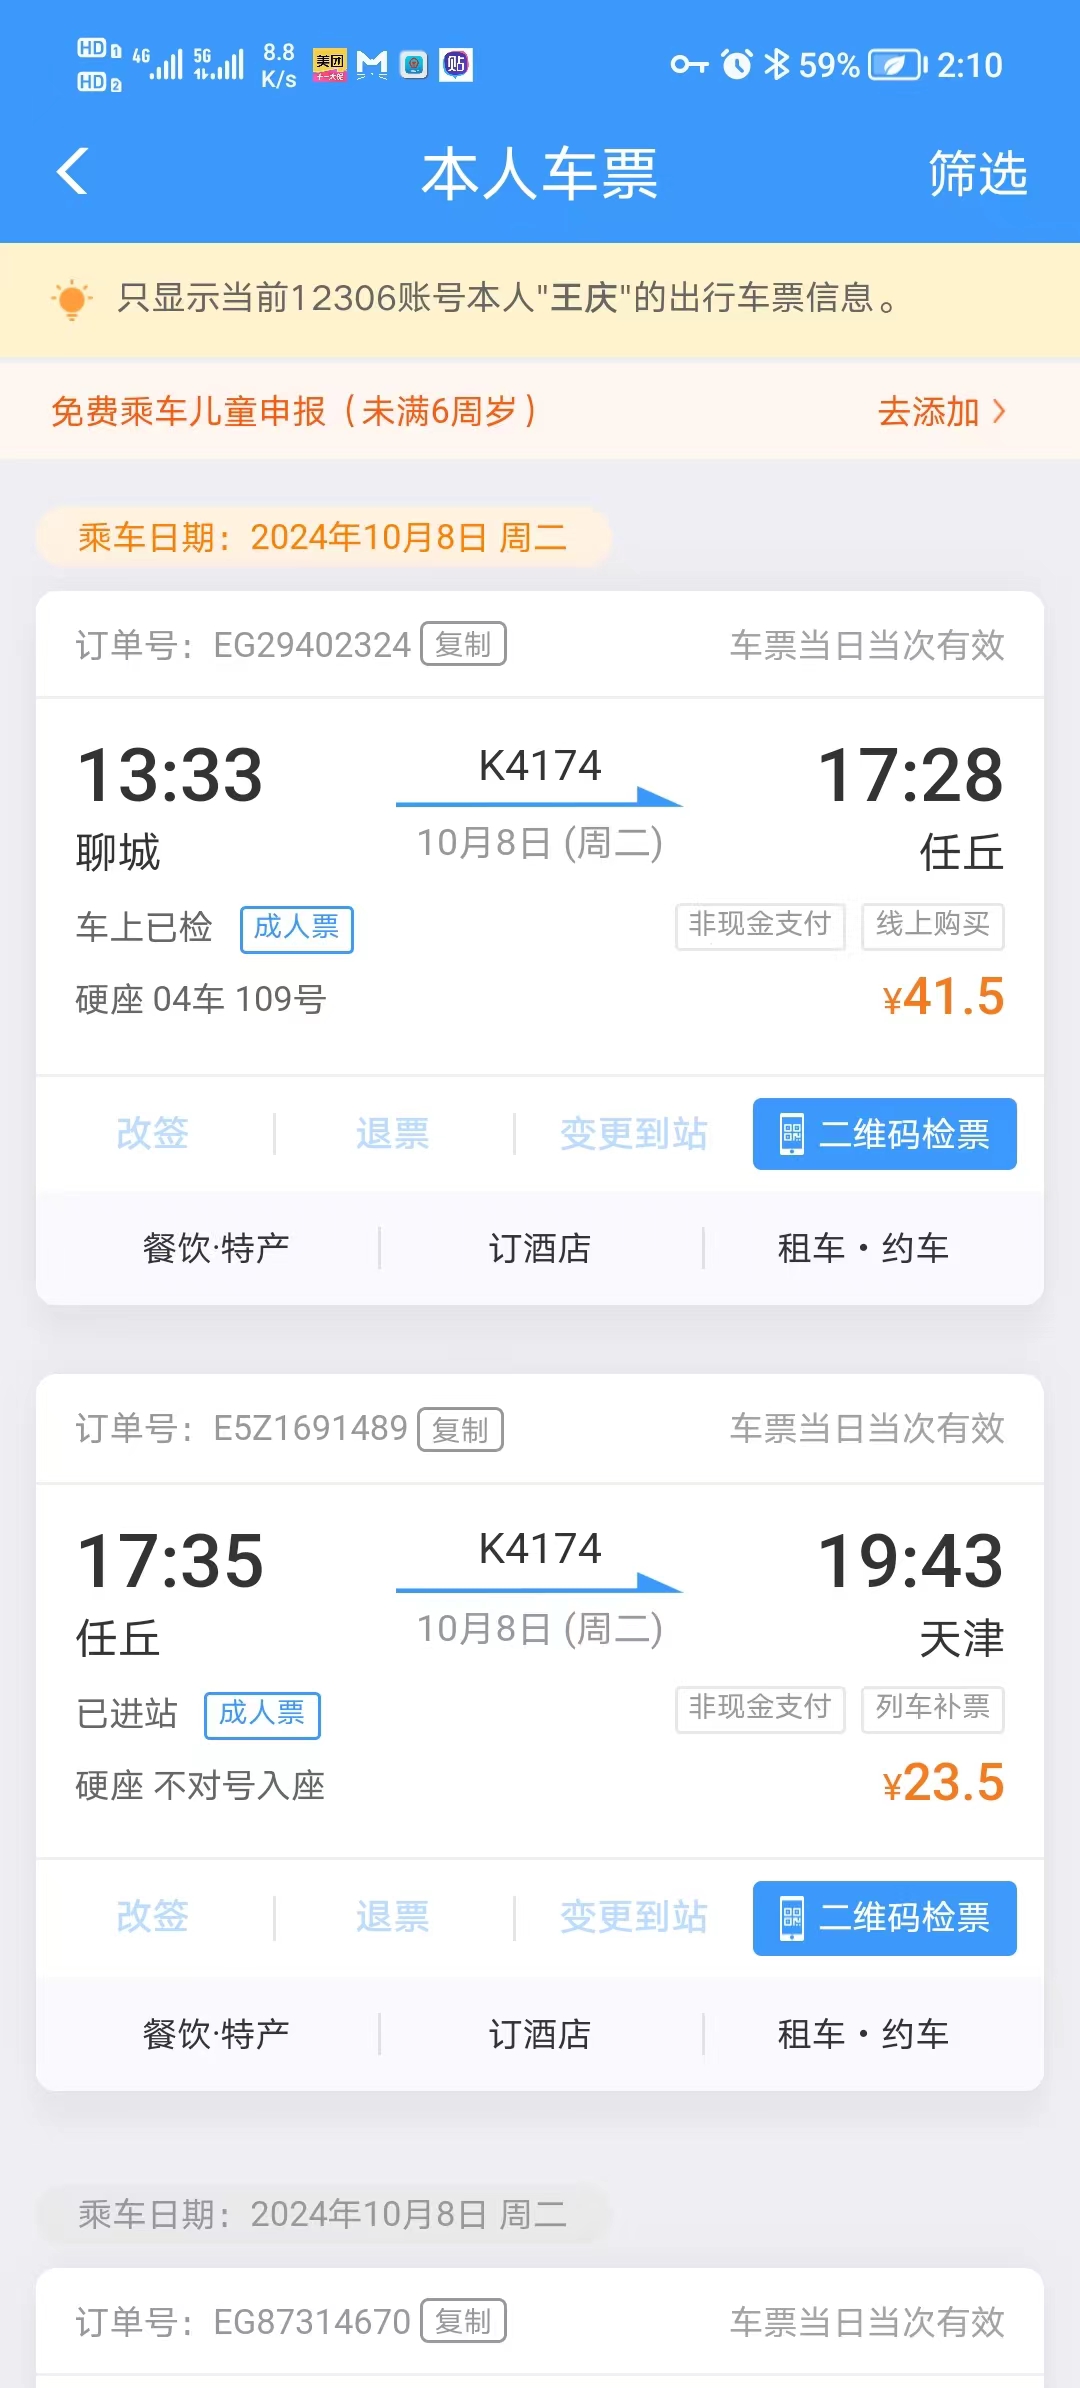 HD 1 4G 5G 8.8 K/s 美团 贴 59% 2:10
HD 2
本人车票 筛选
只显示当前12306账号本人"王庆"的出行车票信息。
免费乘车儿童申报（未满6周岁） 去添加
乘车日期：2024年10月8日 周二
订单号：EG29402324 复制 车票当日当次有效
13:33 K4174 17:28
聊城 10月8日 (周二) 任丘
车上已检 成人票 非现金支付 线上购买
硬座 04车 109号 ¥41.5
改签 退票 变更到站 二维码检票
餐饮·特产 订酒店 租车·约车
订单号：E5Z1691489 复制 车票当日当次有效
17:35 K4174 19:43
任丘 10月8日 (周二) 天津
已进站 成人票 非现金支付 列车补票
硬座 不对号入座 ¥23.5
改签 退票 变更到站 二维码检票
餐饮·特产 订酒店 租车·约车
乘车日期：2024年10月8日 周二
订单号：EG87314670 复制 车票当日当次有效